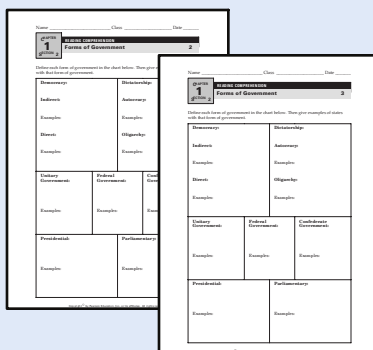 Name Class Date
CHAPTER
1
SECTION 2
READING COMPREHENSION
Forms of Government 2
Define each form of government in the chart below. Then give
with that form of government.
Democracy: Dictatorship:
Indirect: Autocracy:
Examples: Examples:
Direct: Oligarchy:
Examples: Examples:
Unitary Federal
Government: Government:
Examples: Examples:
Presidential: Parliamentary:
Examples: Examples:
Name Class Date
CHAPTER
1
SECTION 2
READING COMPREHENSION
Forms of Government 3
Define each form of government in the chart below. Then give examples of states
with that form of government.
Democracy: Dictatorship:
Indirect: Autocracy:
Examples: Examples:
Direct: Oligarchy:
Examples: Examples:
Unitary Federal Confederate
Government: Government: Government:
Examples: Examples: Examples:
Presidential: Parliamentary:
Examples: Examples: